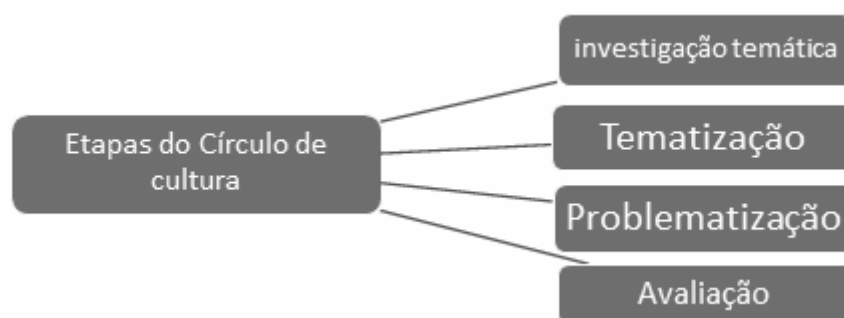 Etapas do Círculo de
cultura
investigação temática
Tematização
Problematização
Avaliação